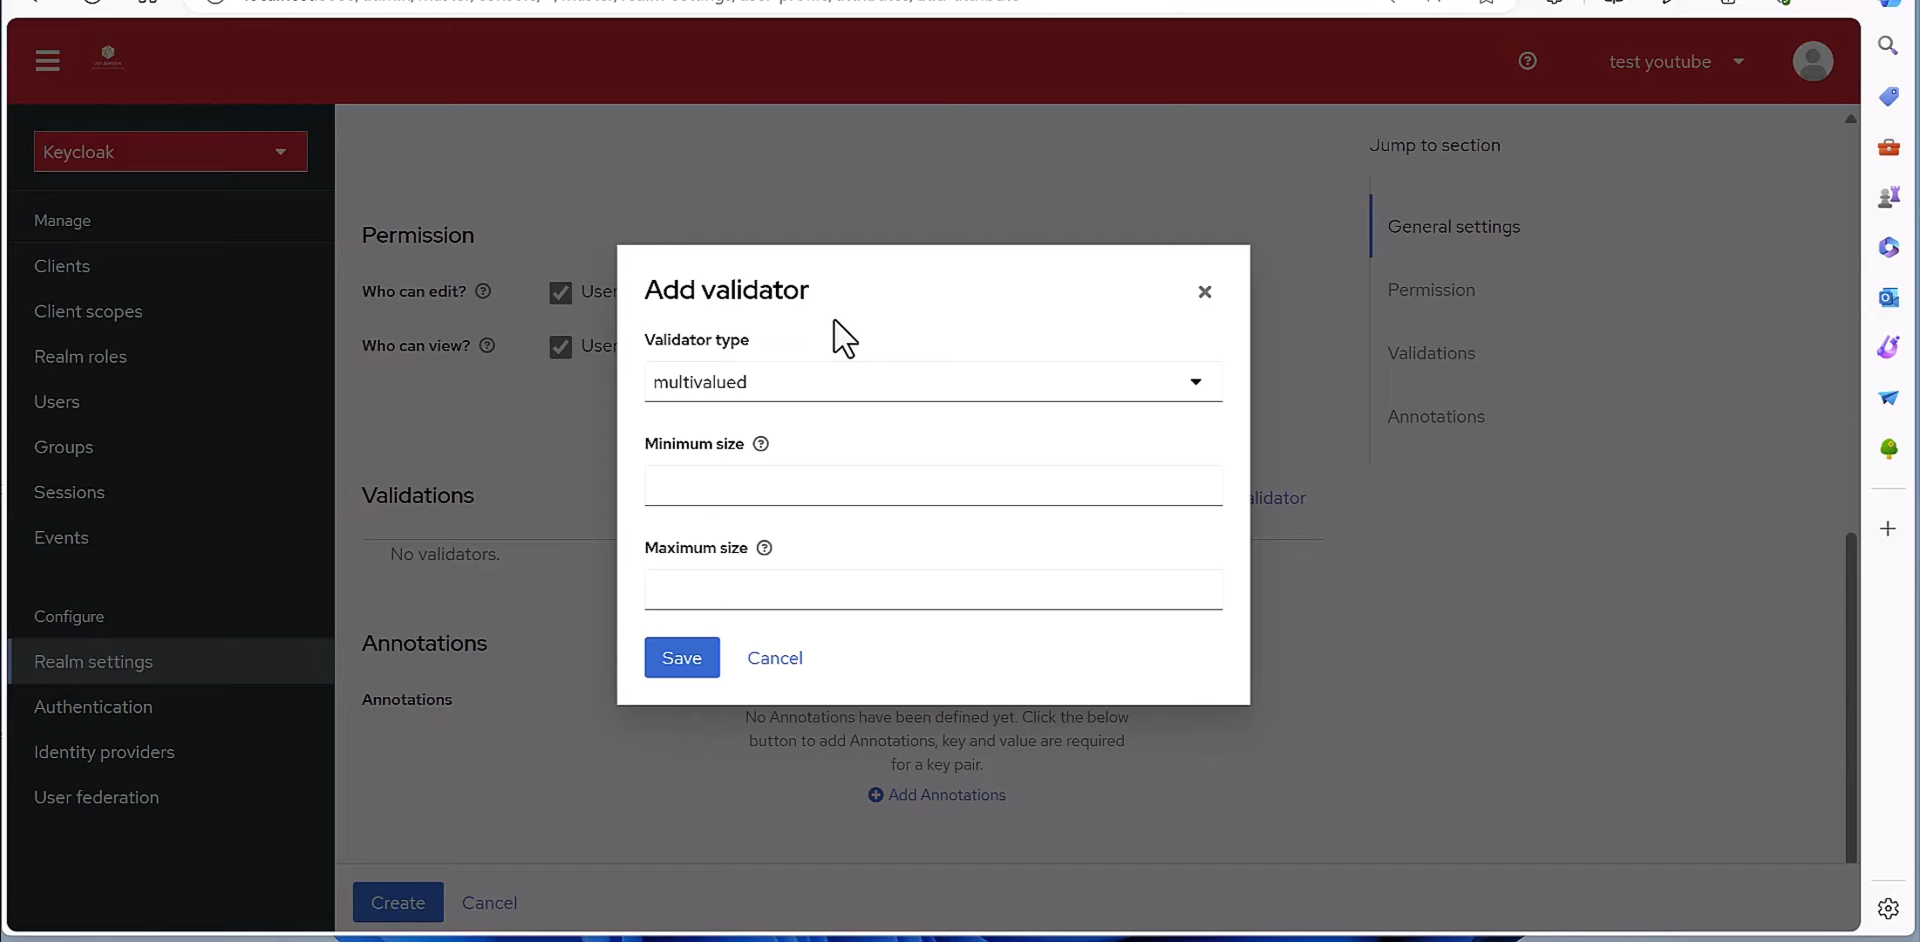 test youtube
Keycloak
Manage
Clients
Client scopes
Realm roles
Users
Groups
Sessions
Events
Configure
Realm settings
Authentication
Identity providers
User federation
Permission
Who can edit?
User
Who can view?
User
Validations
alidator
No validators.
Annotations
Annotations
No Annotations have been defined yet. Click the below
button to add Annotations, key and value are required
for a key pair.
Add Annotations
Create
Cancel
Add validator
Validator type
multivalued
Minimum size
Maximum size
Save
Cancel
Jump to section
General settings
Permission
Validations
Annotations